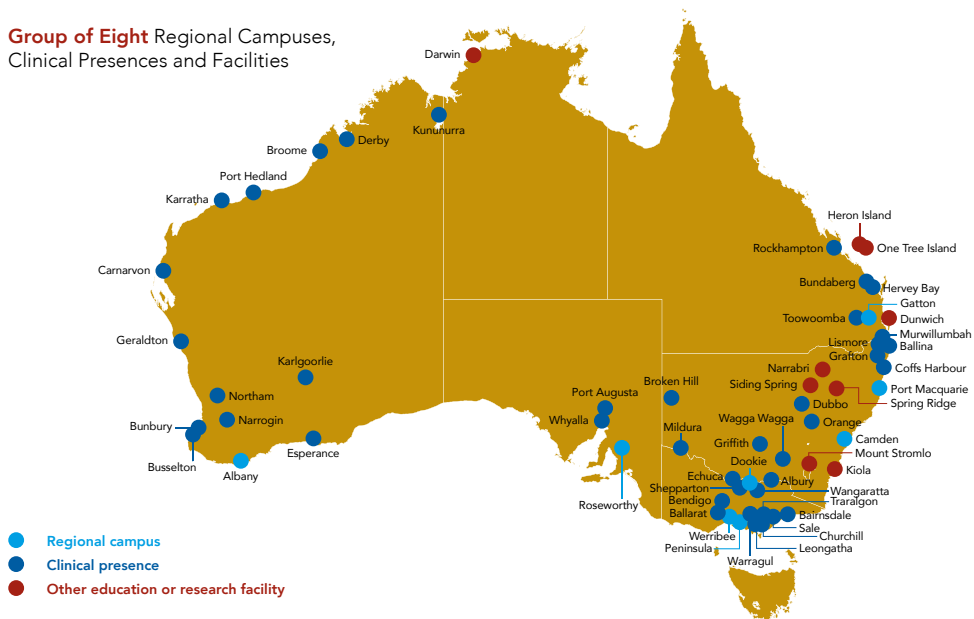 Group of Eight Regional Campuses,
Clinical Presences and Facilities
Darwin
Kununurra
Derby
Broome
Port Hedland
Karratha
Heron Island
Rockhampton
One Tree Island
Carnarvon
Bundaberg
Hervey Bay
Gatton
Toowoomba
Dunwich
Murwillumbah
Geraldton
Lismore
Ballina
Grafton
Karlgoorlie
Narrabri
Coffs Harbour
Broken Hill
Siding Spring
Port Macquarie
Northam
Port Augusta
Dubbo
Spring Ridge
Narrogin
Whyalla
Wagga Wagga
Orange
Bunbury
Mildura
Griffith
Camden
Busselton
Esperance
Dookie
Mount Stromlo
Albany
Echuca
Albury
Kiola
Shepparton
Wangaratta
Roseworthy
Bendigo
Traralgon
Ballarat
Bairnsdale
Sale
Werribee
Churchill
Peninsula
Leongatha
Warragul
Regional campus
Clinical presence
Other education or research facility